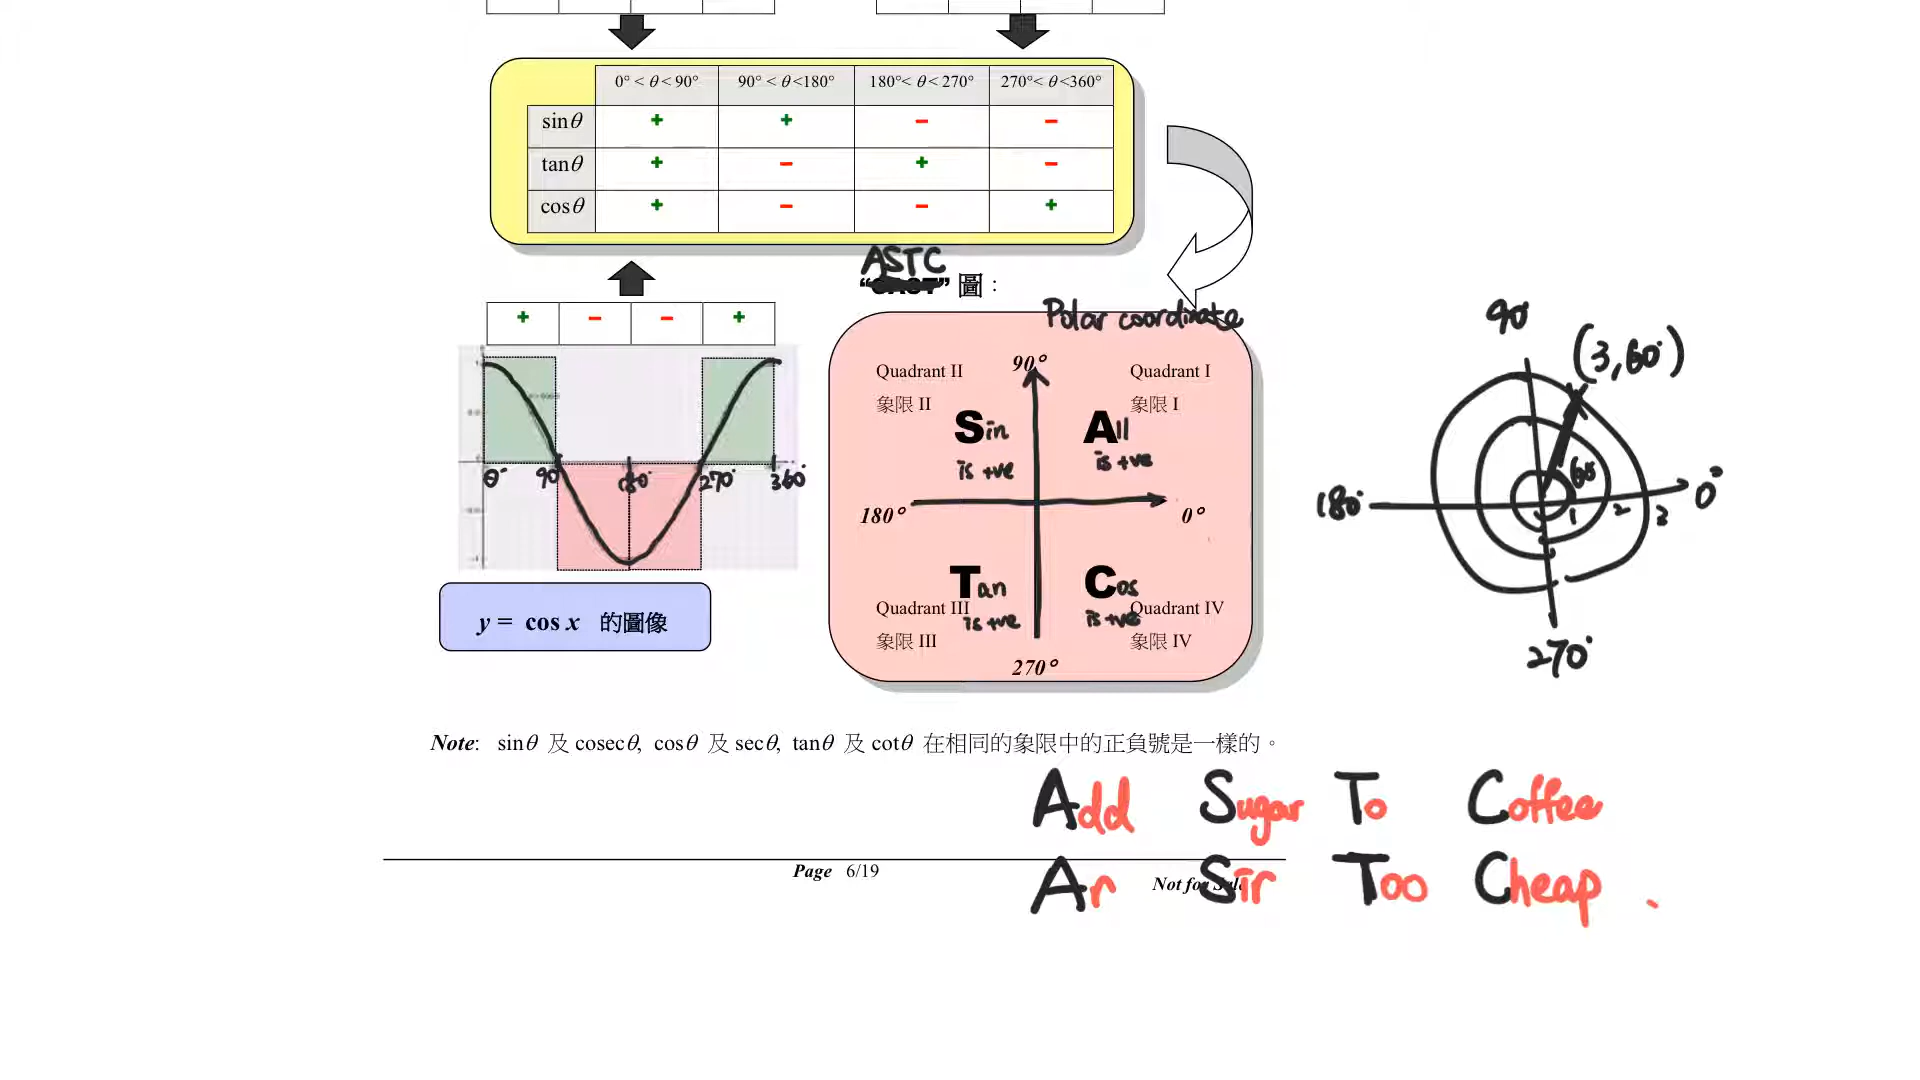 0° < θ < 90° 90° < θ <180° 180°< θ < 270° 270°< θ <360°
sinθ + + − −
tanθ + − + −
cosθ + − − +
ASTC
圖：
+ − − +
Polar coordinate
Quadrant II 90° Quadrant I
象限 II 象限 I
Sin All
is +ve is +ve
180° 0°
Tan Cos
Quadrant III Quadrant IV
is +ve is +ve
象限 III 象限 IV
270°
0° 90° 180° 270° 360°
y = cos x 的圖像
90°
(3, 60°)
60°
180° 1 2 3 0°
270°
Note: sinθ 及 cosecθ, cosθ 及 secθ, tanθ 及 cotθ 在相同的象限中的正負號是一樣的。
Add Sugar To Coffee
Ar Sir Too Cheap .
Page 6/19
Not for Sale